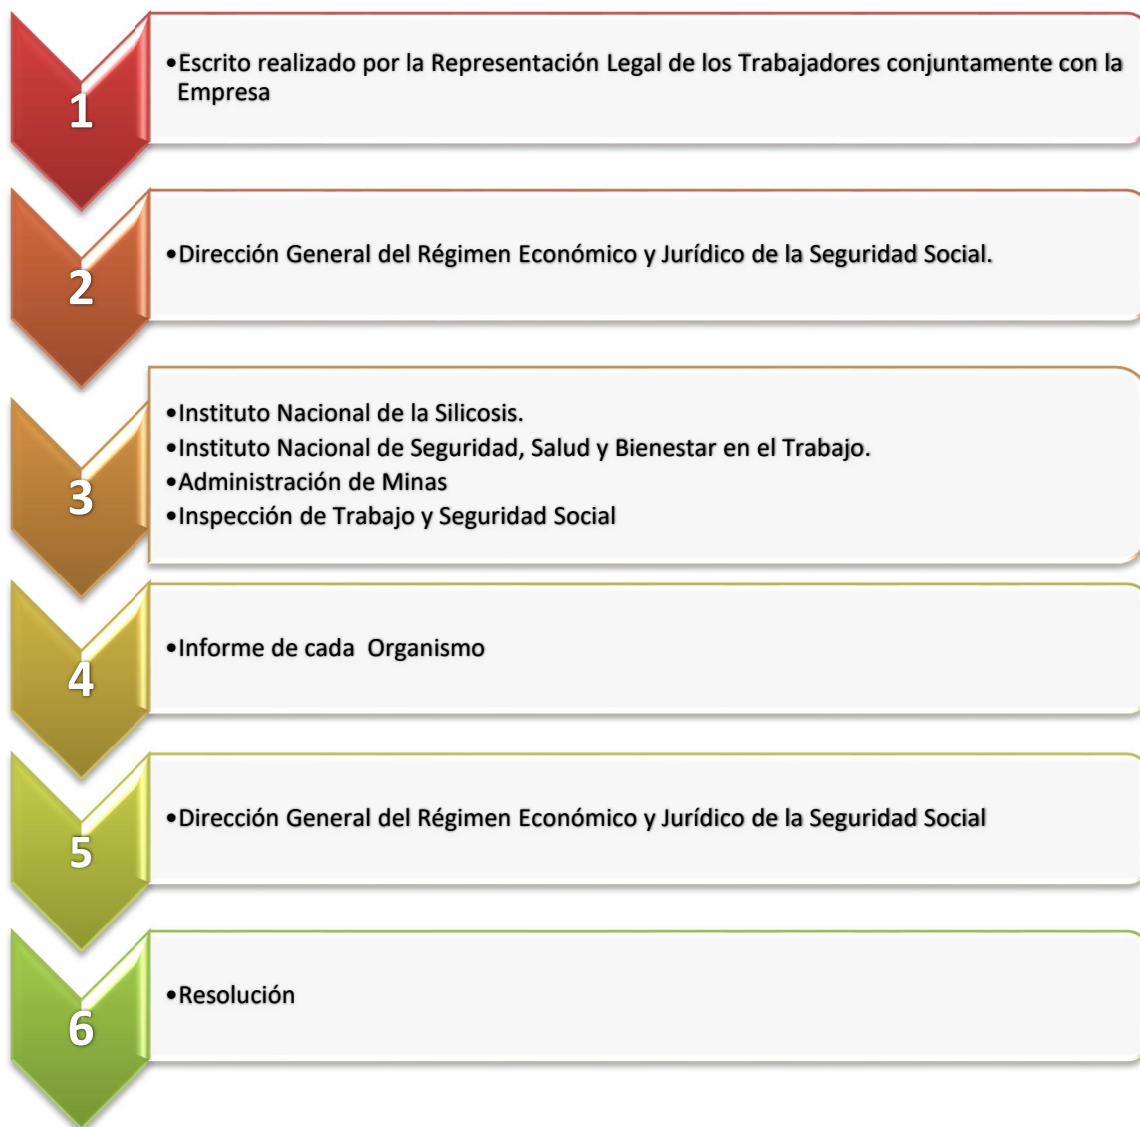 1
•Escrito realizado por la Representación Legal de los Trabajadores conjuntamente con la
Empresa
2
•Dirección General del Régimen Económico y Jurídico de la Seguridad Social.
3
•Instituto Nacional de la Silicosis.
•Instituto Nacional de Seguridad, Salud y Bienestar en el Trabajo.
•Administración de Minas
•Inspección de Trabajo y Seguridad Social
4
•Informe de cada  Organismo
5
•Dirección General del Régimen Económico y Jurídico de la Seguridad Social
6
•Resolución